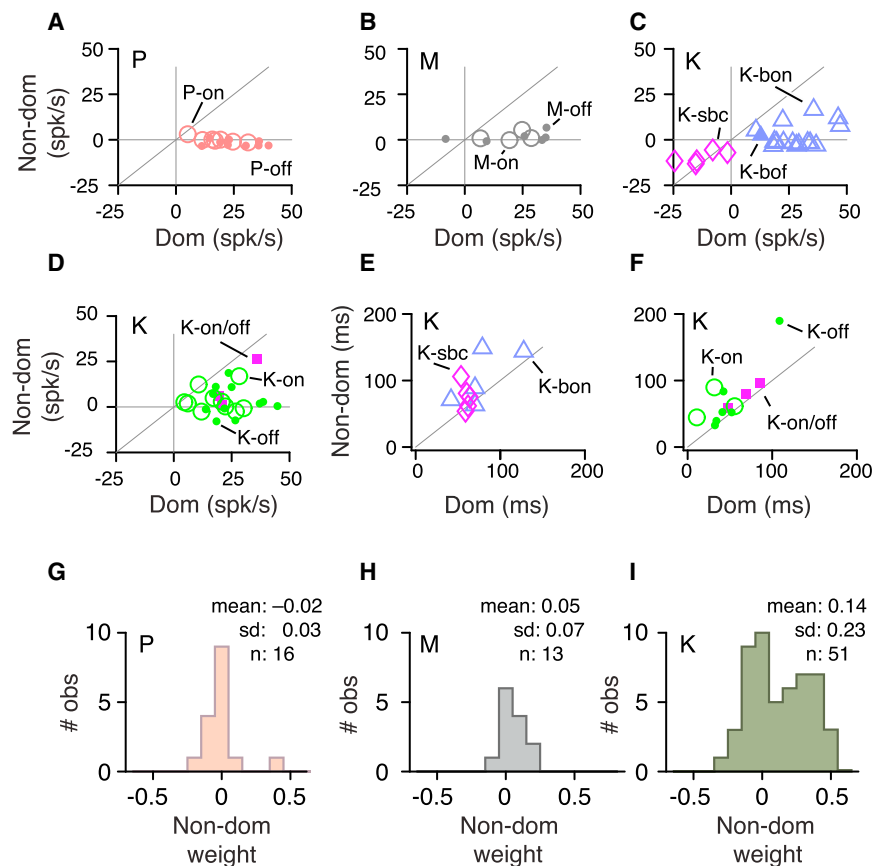 A
B
C
50
25
0
-25
-25 0 25 50
Non-dom
(spk/s)
Dom (spk/s)
P
P-on
P-off
50
25
0
-25
-25 0 25 50
Dom (spk/s)
M
M-off
M-on
50
25
0
-25
-25 0 25 50
Dom (spk/s)
K
K-bon
K-sbc
K-bof
D
E
F
50
25
0
-25
-25 0 25 50
Non-dom
(spk/s)
Dom (spk/s)
K
K-on/off
K-on
K-off
200
100
0
0 100 200
Non-dom (ms)
Dom (ms)
K
K-sbc
K-bon
200
100
0
0 100 200
Dom (ms)
K
K-off
K-on
K-on/off
G
H
I
mean: –0.02
sd: 0.03
n: 16
10
5
0
-0.5 0 0.5
# obs
P
Non-dom
weight
mean: 0.05
sd: 0.07
n: 13
10
5
0
-0.5 0 0.5
# obs
M
Non-dom
weight
mean: 0.14
sd: 0.23
n: 51
10
5
0
-0.5 0 0.5
# obs
K
Non-dom
weight